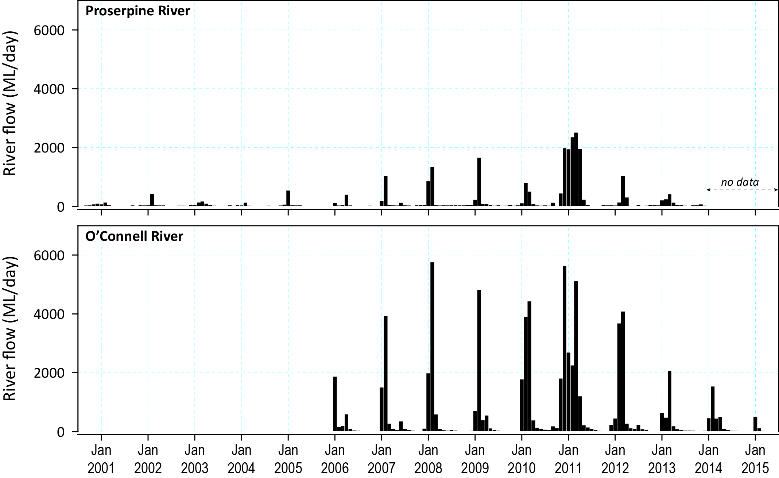 Proserpine River
River flow (ML/day)
6000
4000
2000
0
no data
O'Connell River
River flow (ML/day)
6000
4000
2000
0
Jan Jan Jan Jan Jan Jan Jan Jan Jan Jan Jan Jan Jan Jan Jan
2001 2002 2003 2004 2005 2006 2007 2008 2009 2010 2011 2012 2013 2014 2015